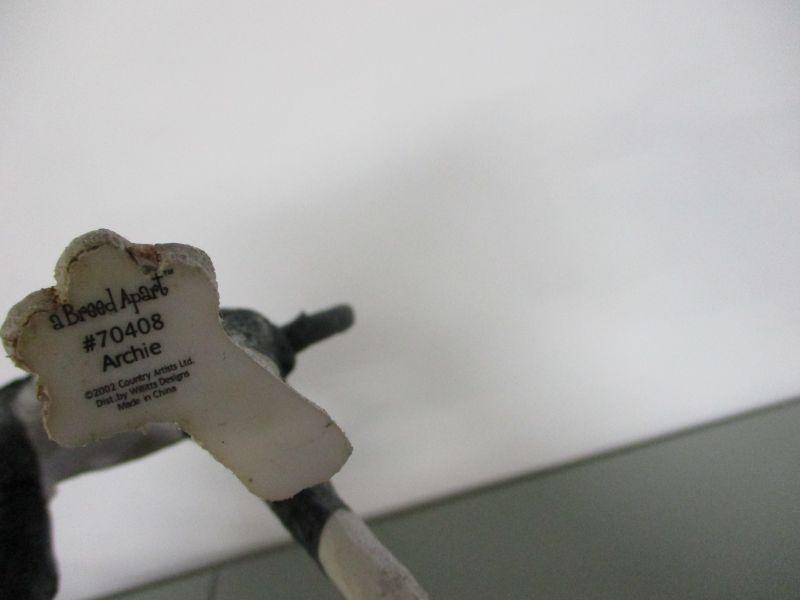 a Breed Apart™
#70408
Archie
©2002 Country Artists Ltd.
Dist. by Willitts Designs
Made in China